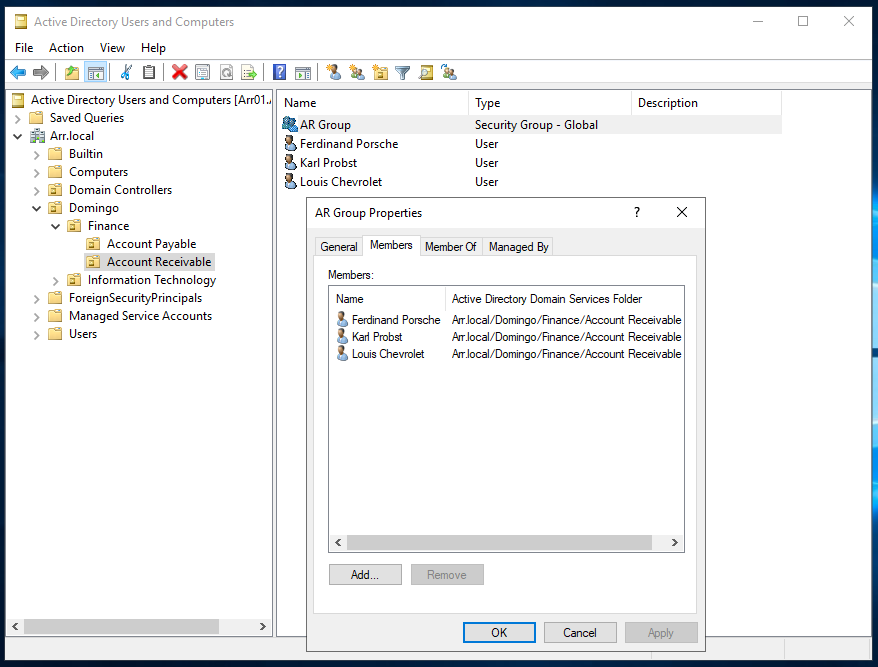 Active Directory Users and Computers
File Action View Help
Active Directory Users and Computers [Arr01.
Saved Queries
Arr.local
Builtin
Computers
Domain Controllers
Domingo
Finance
Account Payable
Account Receivable
Information Technology
ForeignSecurityPrincipals
Managed Service Accounts
Users
Name Type Description
AR Group Security Group - Global
Ferdinand Porsche User
Karl Probst User
Louis Chevrolet User
AR Group Properties
General Members Member Of Managed By
Members:
Name Active Directory Domain Services Folder
Ferdinand Porsche Arr.local/Domingo/Finance/Account Receivable
Karl Probst Arr.local/Domingo/Finance/Account Receivable
Louis Chevrolet Arr.local/Domingo/Finance/Account Receivable
Add... Remove
OK Cancel Apply